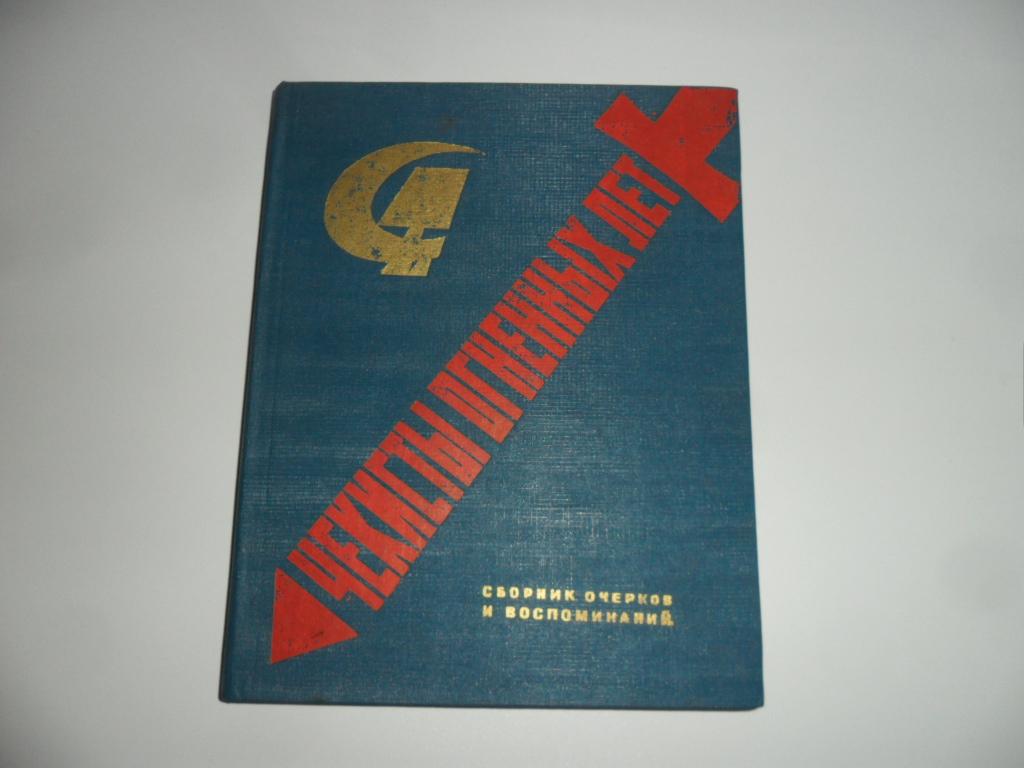 ЧЕКИСТЫ ОГНЕННЫХ ЛЕТ
СБОРНИК ОЧЕРКОВ
И ВОСПОМИНАНИЙ